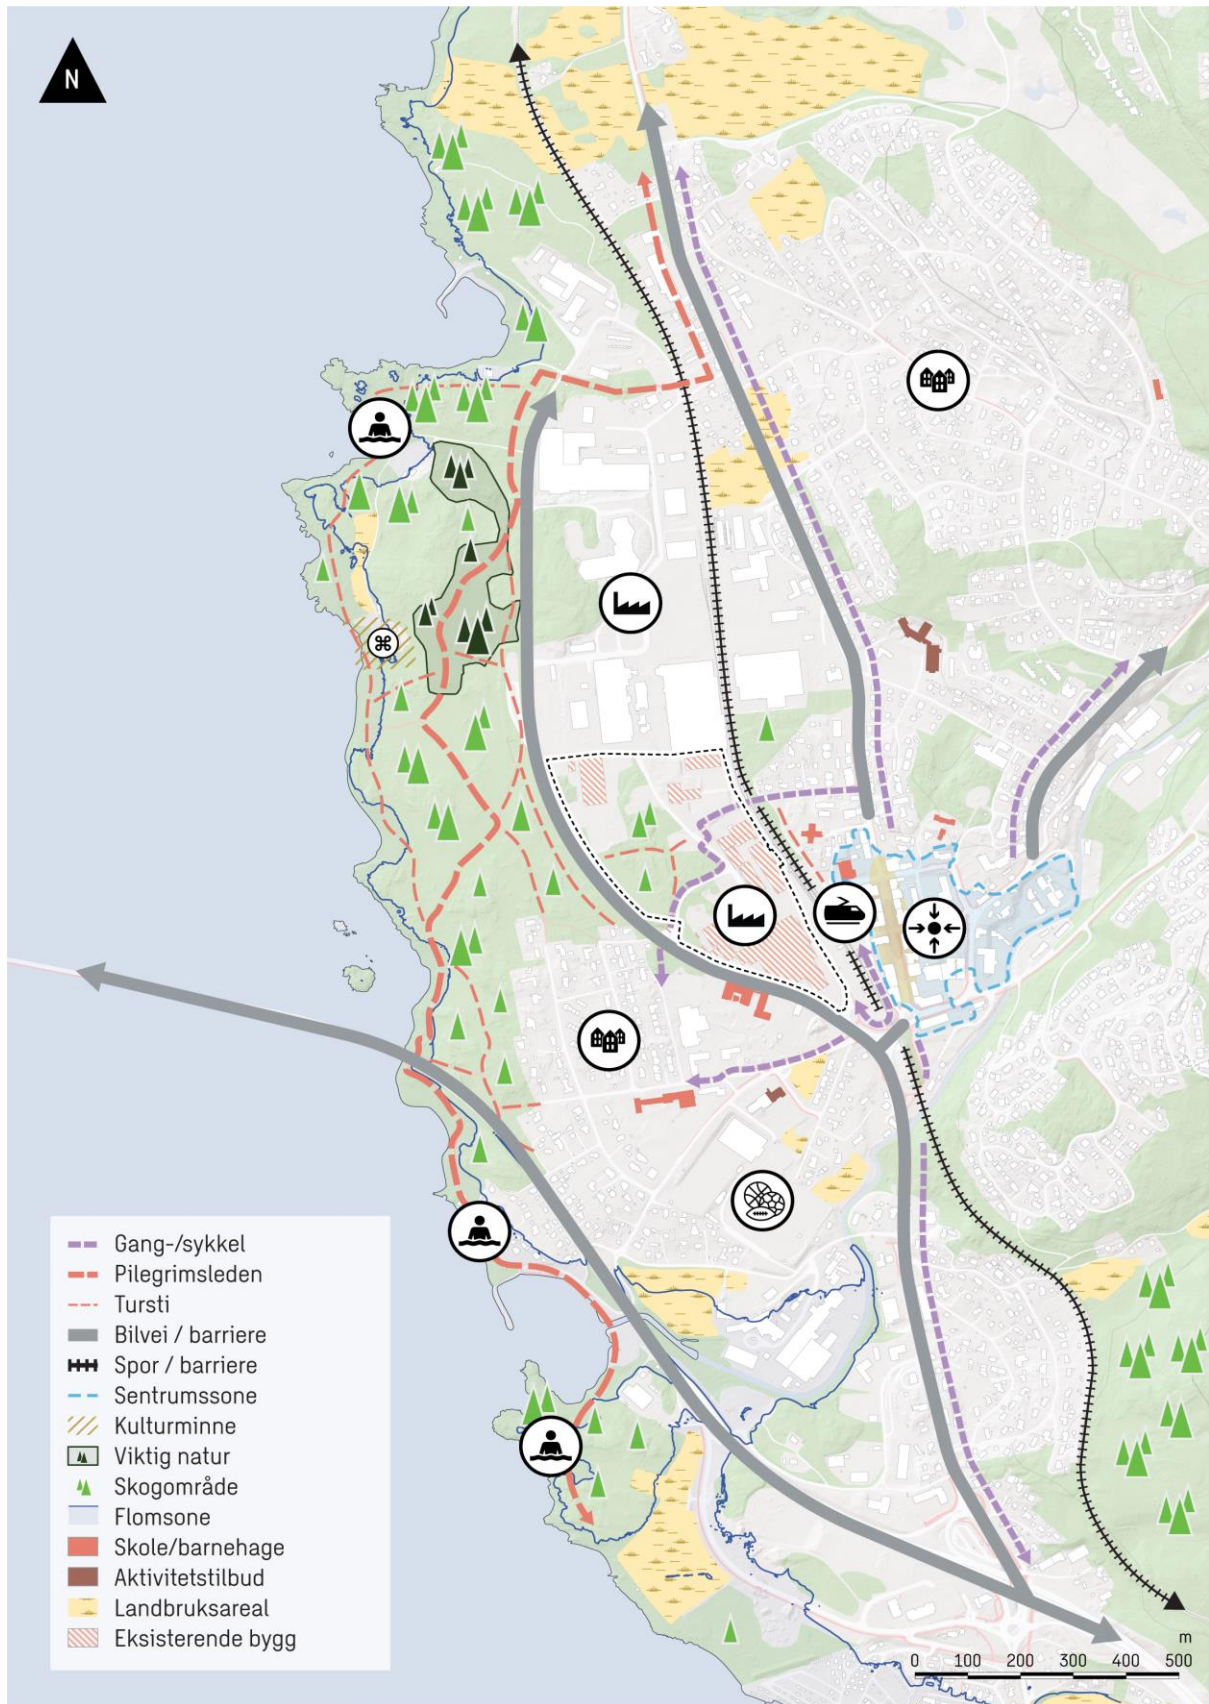 N
Gang-/sykkel
Pilegrimsleden
Tursti
Bilvei / barriere
Spor / barriere
Sentrumssone
Kulturminne
Viktig natur
Skogområde
Flomsone
Skole/barnehage
Aktivitetstilbud
Landbruksareal
Eksisterende bygg
m
0 100 200 300 400 500